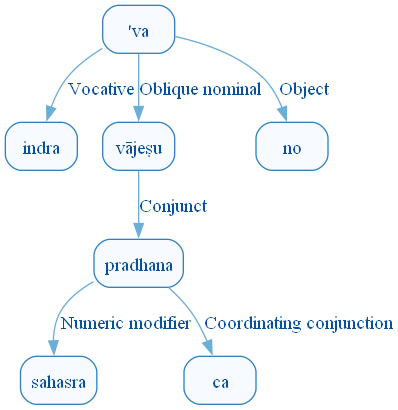 'va
Vocative Oblique nominal Object
indra vājeṣu no
Conjunct
pradhana
Numeric modifier Coordinating conjunction
sahasra ca